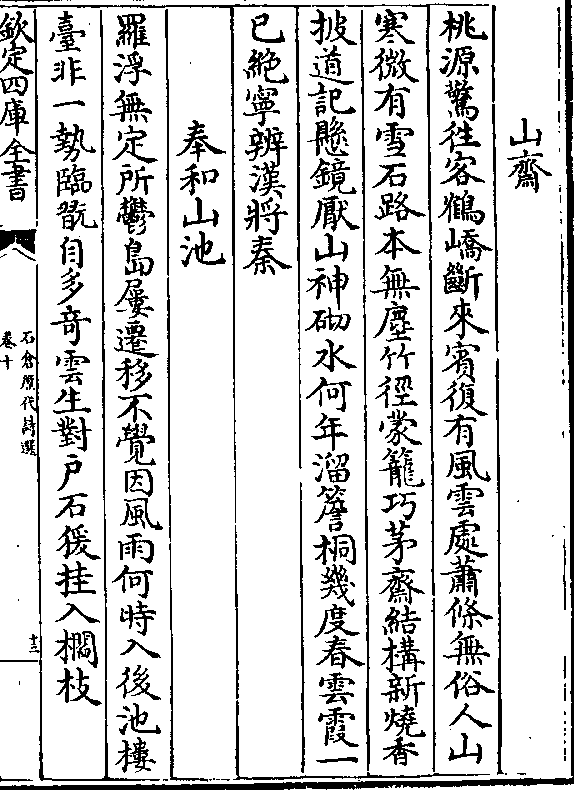 山齋
桃源驚徃客鶴嶠斷來賓復有風雲處蕭條無俗人山
寒微有雪石路本無塵竹徑蒙籠巧茅齋結構新燒香
披道記懸鏡厭山神砌水何年溜簷桐幾度春雲霞一
已絶寧辨漢將秦
奉和山池
羅浮無定所鬱島屢遷移不覺因風雨何時入後池樓
臺非一勢臨翫自多竒雲生對户石猨挂入櫩枝
欽定四庫全書
石倉歷代詩選
卷十
十三